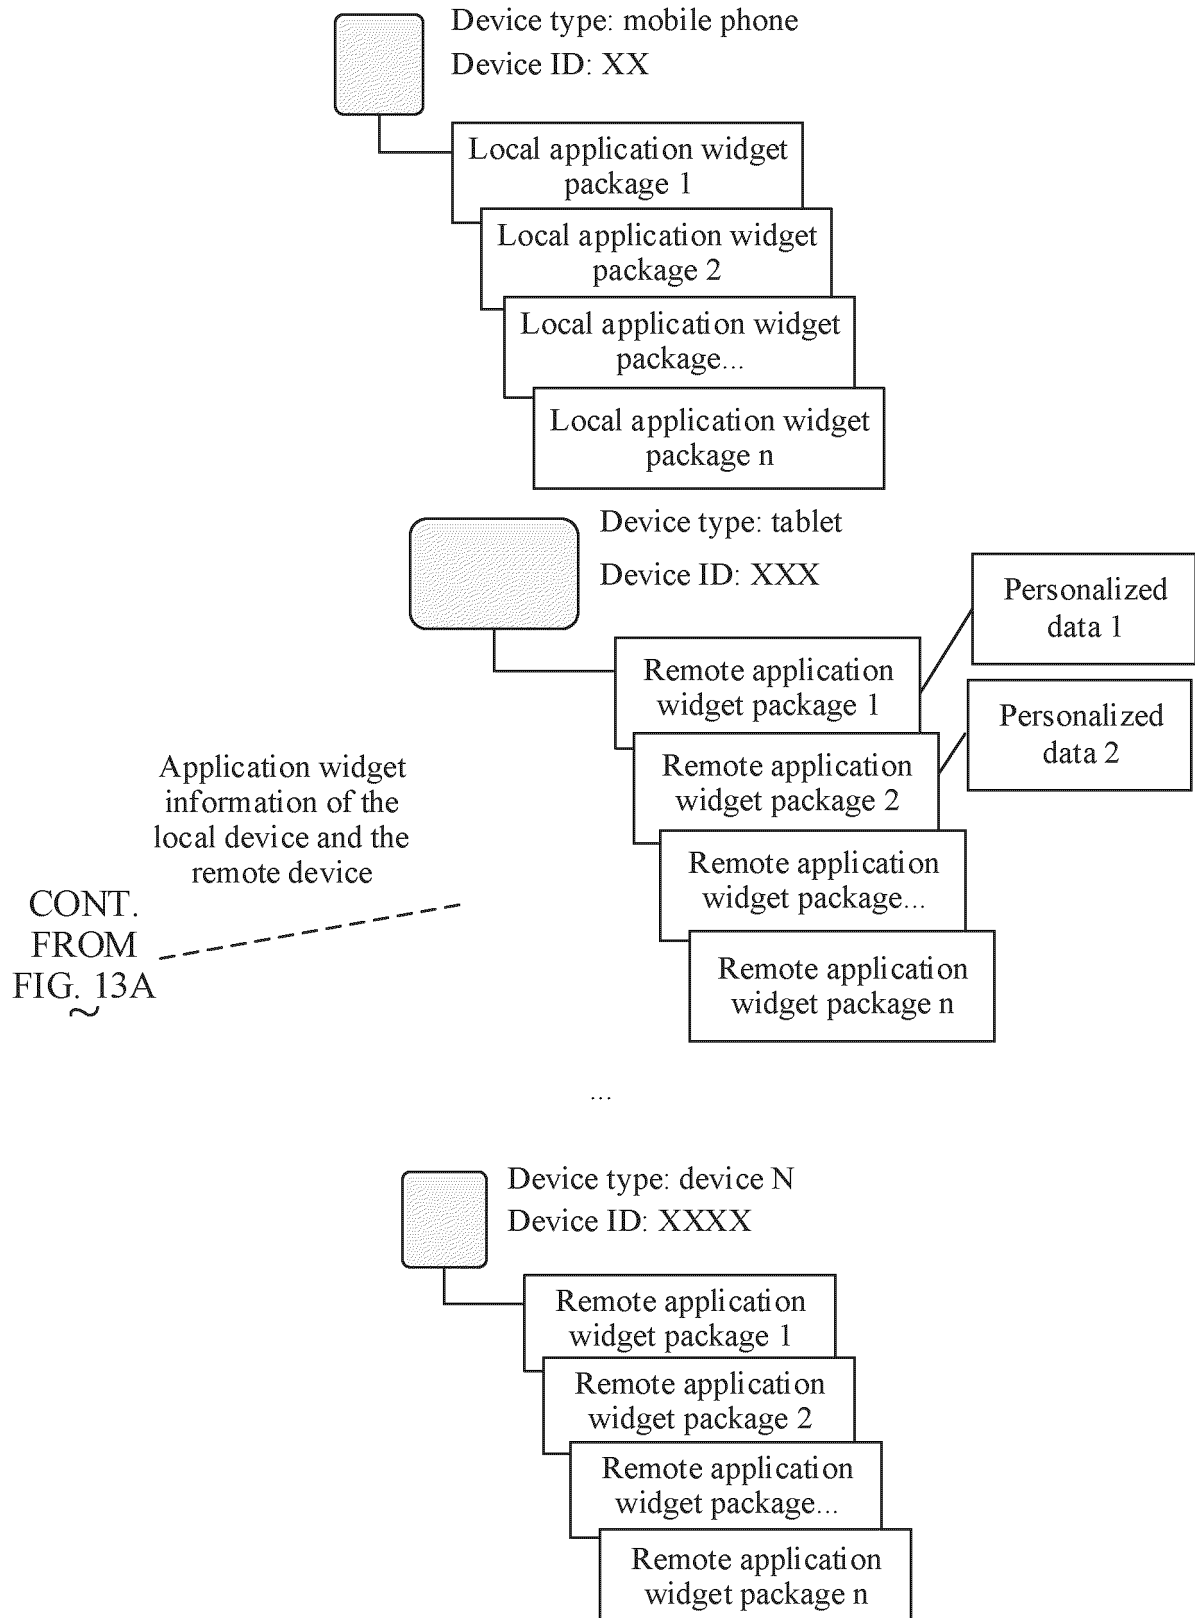 Device type: mobile phone
Device ID: XX
Local application widget
package 1
Local application widget
package 2
Local application widget
package...
Local application widget
package n
Device type: tablet
Device ID: XXX
Personalized
data 1
Remote application
widget package 1
Personalized
data 2
Remote application
widget package 2
Application widget
information of the
local device and the
remote device
Remote application
widget package...
CONT.
FROM
FIG. 13A
Remote application
widget package n
...
Device type: device N
Device ID: XXXX
Remote application
widget package 1
Remote application
widget package 2
Remote application
widget package...
Remote application
widget package n